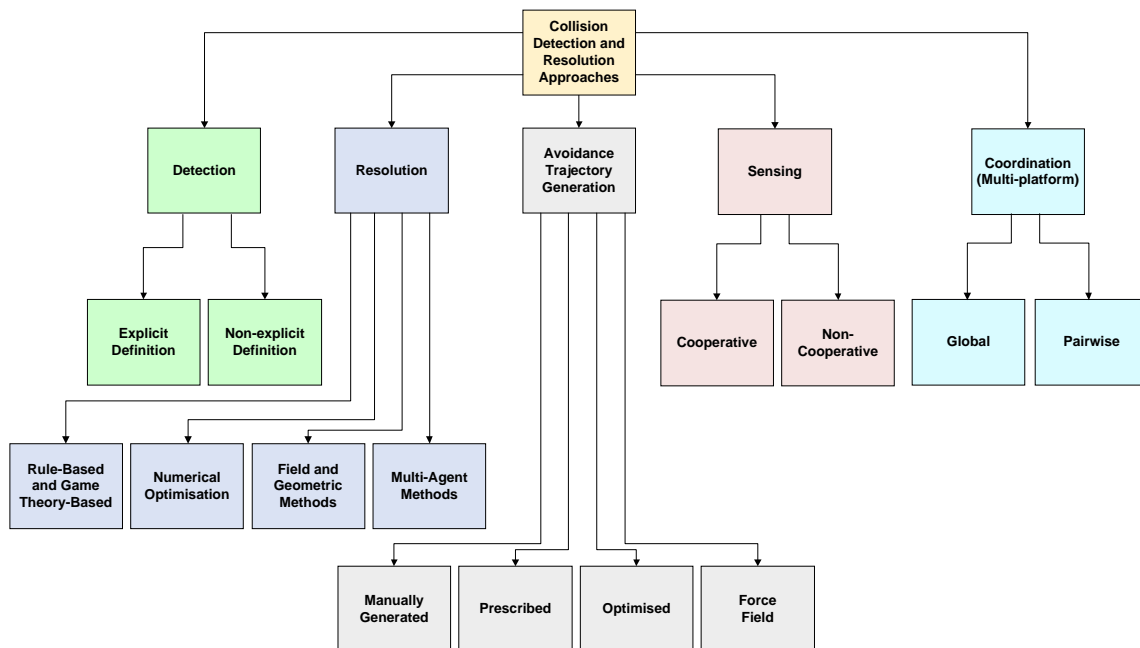 Collision
Detection and
Resolution
Approaches
Detection
Resolution
Avoidance
Trajectory
Generation
Sensing
Coordination
(Multi-platform)
Explicit
Definition
Non-explicit
Definition
Cooperative
Non-
Cooperative
Global
Pairwise
Rule-Based
and Game
Theory-Based
Numerical
Optimisation
Field and
Geometric
Methods
Multi-Agent
Methods
Manually
Generated
Prescribed
Optimised
Force
Field